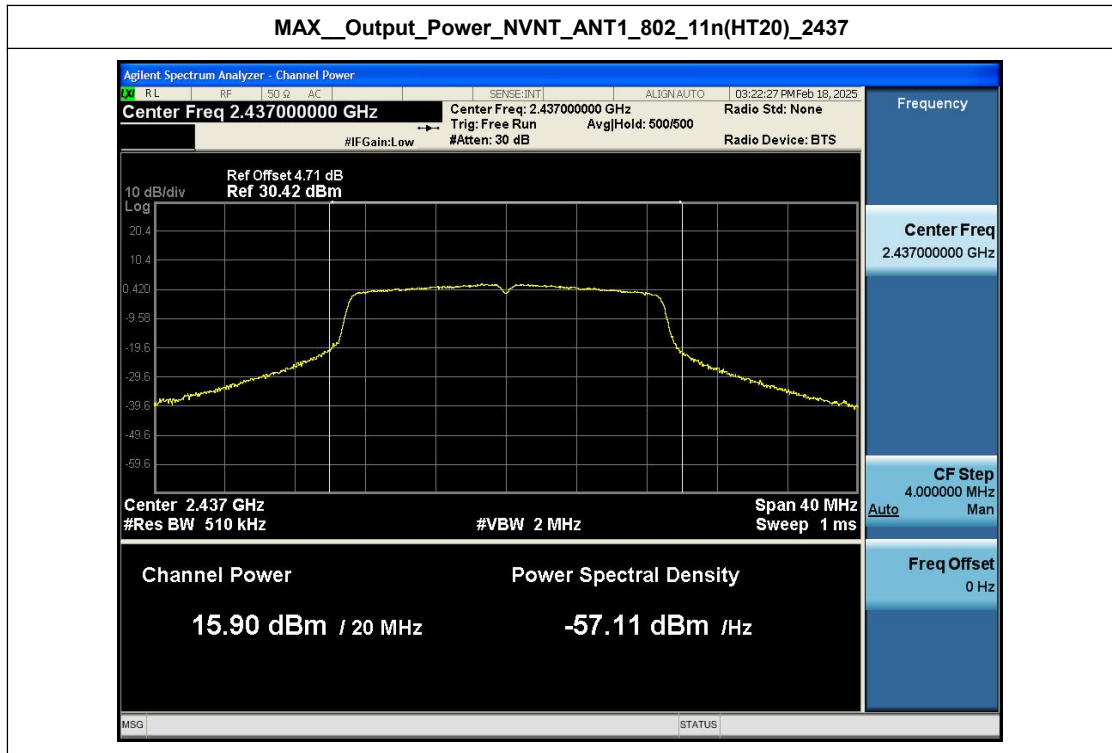 MAX__Output_Power_NVNT_ANT1_802_11n(HT20)_2437
Agilent Spectrum Analyzer - Channel Power
LXI RL RF 50 Ω AC SENSE:INT ALIGN AUTO 03:22:27 PM Feb 18, 2025
Center Freq 2.437000000 GHz
Center Freq: 2.437000000 GHz Radio Std: None
Trig: Free Run Avg|Hold: 500/500
#IFGain:Low #Atten: 30 dB Radio Device: BTS
Ref Offset 4.71 dB
10 dB/div Ref 30.42 dBm
Log
20.4
10.4
0.420
-9.58
-19.6
-29.6
-39.6
-49.6
-59.6
Center 2.437 GHz Span 40 MHz
#Res BW 510 kHz #VBW 2 MHz Sweep 1 ms
Channel Power Power Spectral Density
15.90 dBm / 20 MHz -57.11 dBm /Hz
MSG STATUS
Frequency
Center Freq
2.437000000 GHz
CF Step
4.000000 MHz
Auto Man
Freq Offset
0 Hz